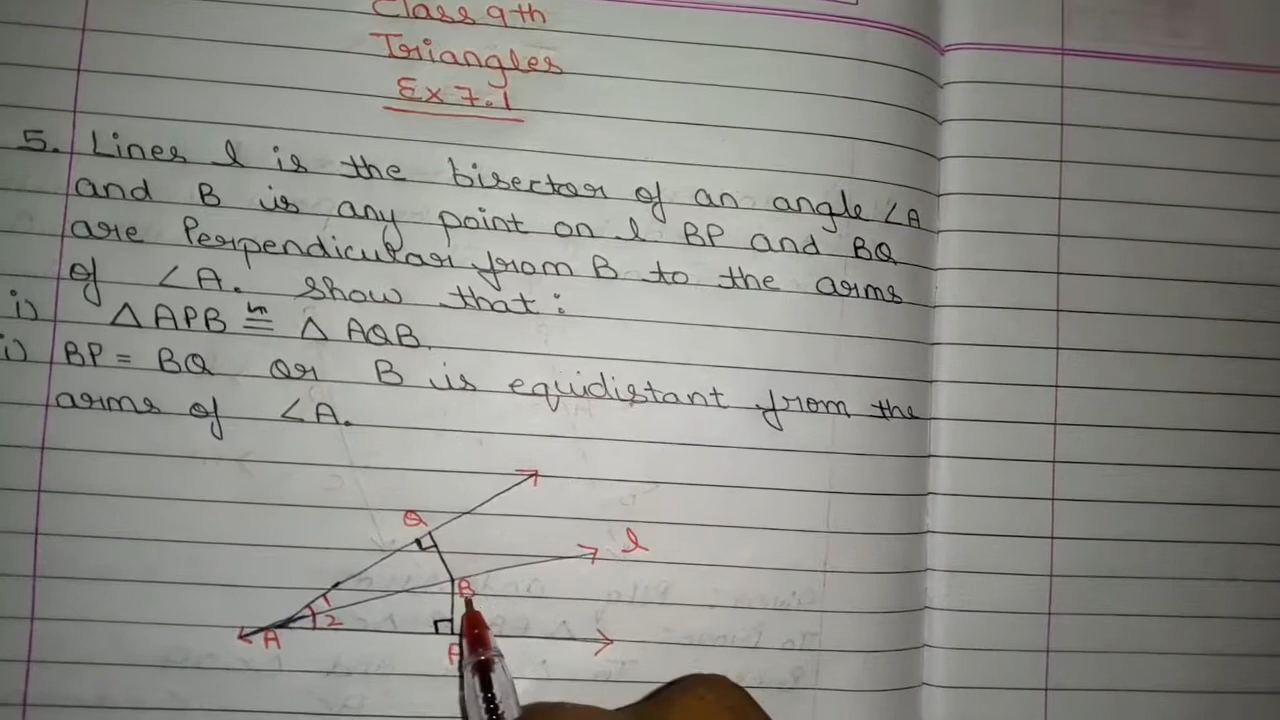 Class 9th
Triangles
Ex 7.1
5. Lines l is the bisector of an angle ∠A
and B is any point on l BP and BQ
are Perpendicular from B to the arms
of ∠A. show that:
i) △APB ≅ △AQB.
i) BP = BQ or B is equidistant from the
arms of ∠A.
Q
l
B
1
2
A
P